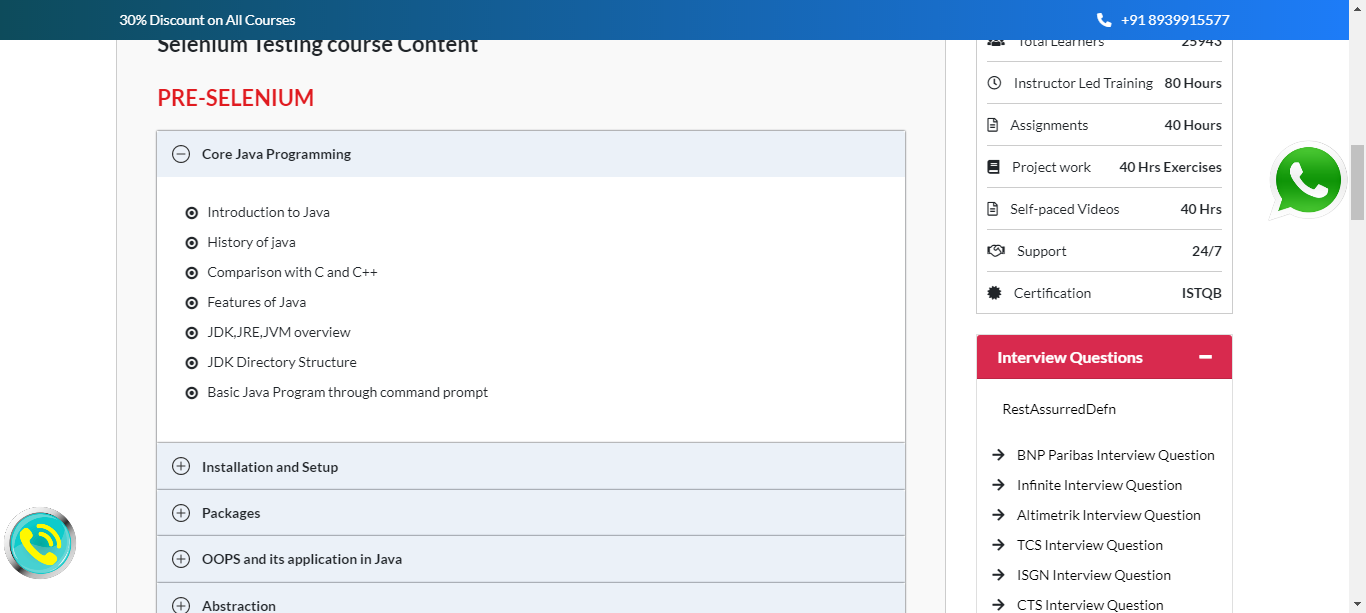 30% Discount on All Courses
+91 8939915577
Selenium Testing course Content
PRE-SELENIUM
Core Java Programming
Introduction to Java
History of java
Comparison with C and C++
Features of Java
JDK,JRE,JVM overview
JDK Directory Structure
Basic Java Program through command prompt
Installation and Setup
Packages
OOPS and its application in Java
Abstraction
Total Learners 25943
Instructor Led Training 80 Hours
Assignments 40 Hours
Project work 40 Hrs Exercises
Self-paced Videos 40 Hrs
Support 24/7
Certification ISTQB
Interview Questions
RestAssurredDefn
BNP Paribas Interview Question
Infinite Interview Question
Altimetrik Interview Question
TCS Interview Question
ISGN Interview Question
CTS Interview Question